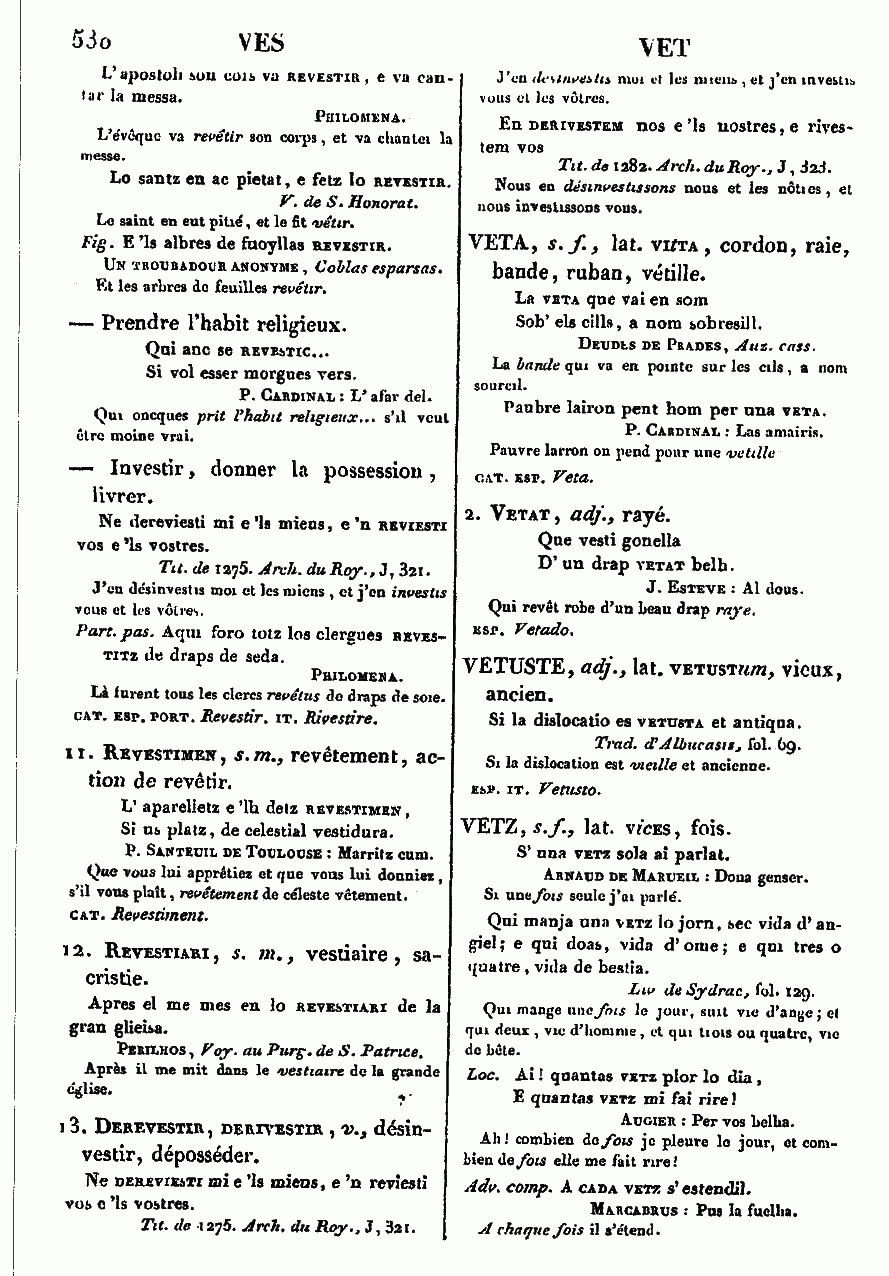 530 VES VET
L' apostoli son cors va REVESTIR, e va can-
tar la messa.
PHILOMENA.
L'évêque va revétir son corps, et va chanter la
messe.
Lo santz en ac pietat, e fetz lo REVESTIR.
V. de S. Honorat.
Le saint en eut pitié, et le fit vétir.
Fig. E 'ls albres de fuoyllas REVESTIR.
UN TROUBADOUR ANONYME, Coblas esparsas.
Et les arbres de feuilles revétir.
— Prendre l'habit religieux.
Qui anc se REVESTIC...
Si vol esser morgues vers.
P. CARDINAL : L' afar del.
Qui oncques prit l'habit religieux... s'il veut
être moine vrai.
— Investir, donner la possession,
livrer.
Ne dereviesti mi e 'ls miens, e 'n REVIESTI
vos e 'ls vostres.
Tit. de 1275. Arch. du Roy., J, 321.
J'en désinvestis moi et les miens, et j'en investis
vous et les vôtres.
Part. pas. Aqui foro totz los clergues REVES-
TITZ de draps de seda.
PHILOMENA.
Là furent tous les clercs revétus de draps de soie.
CAT. ESP. PORT. Revestir. IT. Rivestire.
11. REVESTIMEN, s. m., revêtement, ac-
tion de revêtir.
L' aparelletz e 'lh detz REVESTIMEN,
Si us platz, de celestial vestidura.
P. SANTEUIL DE TOULOUSE : Marritz cum.
Que vous lui apprêtiez et que vous lui donniez,
s'il vous plaît, revétement de céleste vêtement.
CAT. Revestiment.
12. REVESTIARI, s. m., vestiaire, sa-
cristie.
Apres el me mes en lo REVESTIARI de la
gran glieisa.
PERILHOS, Voy. au Purg. de S. Patrice.
Après il me mit dans le vestiaire de la grande
église.
13. DEREVESTIR, DERIVESTIR, v., désin-
vestir, déposséder.
Ne DEREVIESTI mi e 'ls miens, e 'n reviesti
vos e 'ls vostres.
Tit. de 1275. Arch. du Roy., J, 321.
J'en desinvestis moi et les miens, et j'en investis
vous et les vôtres.
En DERIVESTEM nos e 'ls nostres, e rives-
tem vos
Tit. de 1282. Arch. du Roy., J, 323.
Nous en désinvestissons nous et les nôtres, et
nous investissons vous.
VETA, s. f., lat. VITTA, cordon, raie,
bande, ruban, vétille.
La VETA que vai en som
Sob' els cills, a nom sobresill.
DEUDES DE PRADES, Auz. cass.
La bande qui va en pointe sur les cils, a nom
sourcil.
Paubre lairon pent hom per una VETA.
P. CARDINAL : Las amairis.
Pauvre larron on pend pour une vetille
CAT. ESP. Veta.
2. VETAT, adj., rayé.
Que vesti gonella
D' un drap VETAT belh.
J. ESTEVE : Al dous.
Qui revêt robe d'un beau drap raye.
ESP. Vetado.
VETUSTE, adj., lat. VETUSTum, vieux,
ancien.
Si la dislocatio es VETUSTA et antiqua.
Trad. d'Albucasis, fol. 69.
Si la dislocation est vieille et ancienne.
ESP. IT. Vetusto.
VETZ, s. f., lat. viCES, fois.
S' una VETZ sola ai parlat.
ARNAUD DE MARUEIL : Dona genser.
Si une fois seule j'ai parlé.
Qui manja una VETZ lo jorn, sec vida d' an-
giel; e qui doas, vida d' ome; e qui tres o
quatre, vida de bestia.
Liv de Sydrac, fol. 129.
Qui mange une fois le jour, suit vie d'ange; et
qui deux, vie d'homme, et qui trois ou quatre, vie
de bête.
Loc. Ai! quantas VETZ plor lo dia,
E quantas VETZ mi fai rire!
AUGIER : Per vos belha.
Ah! combien de fois je pleure le jour, et com-
bien de fois elle me fait rire!
Adv. comp. A CADA VETZ s' estendil.
MARCABRUS : Pus la fuelha.
A chaque fois il s'étend.